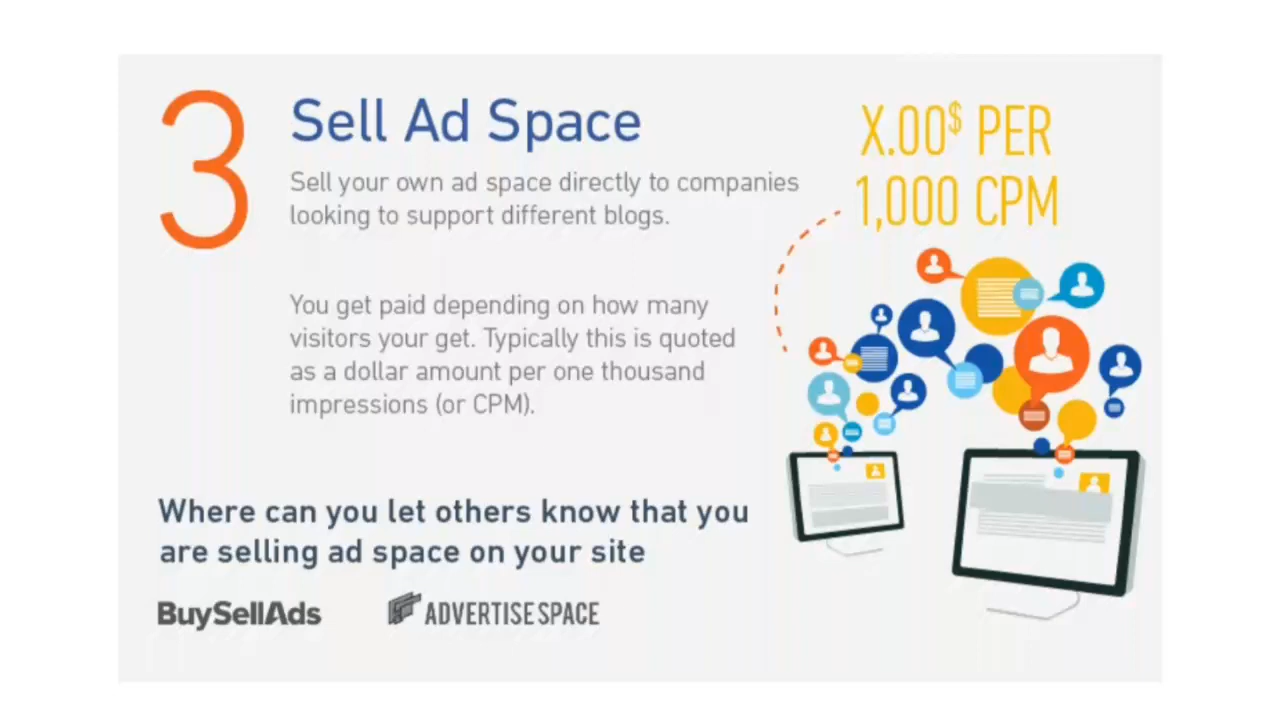 3
Sell Ad Space
Sell your own ad space directly to companies
looking to support different blogs.
X.00$ PER
1,000 CPM
You get paid depending on how many
visitors your get. Typically this is quoted
as a dollar amount per one thousand
impressions (or CPM).
Where can you let others know that you
are selling ad space on your site
BuySellAds
ADVERTISE SPACE